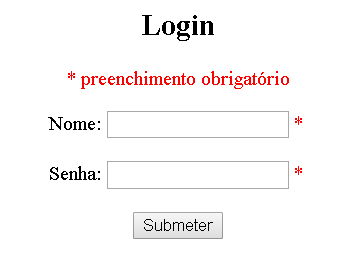 Login
* preenchimento obrigatório
Nome: *
Senha: *
Submeter